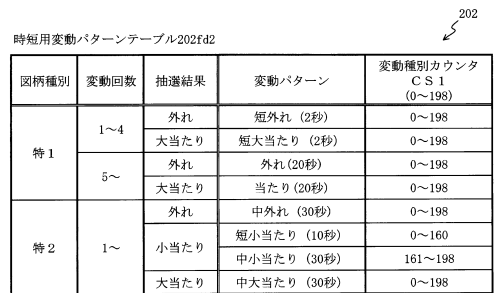 202
時短用変動パターンテーブル202fd2
図柄種別 変動回数 抽選結果 変動パターン 変動種別カウンタ
CS1
(0～198)
特1 1～4 外れ 短外れ (2秒) 0～198
大当たり 短大当たり (2秒) 0～198
5～ 外れ 外れ(20秒) 0～198
大当たり 当たり(20秒) 0～198
特2 1～ 外れ 中外れ (30秒) 0～198
小当たり 短小当たり (10秒) 0～160
中小当たり (30秒) 161～198
大当たり 中大当たり (30秒) 0～198